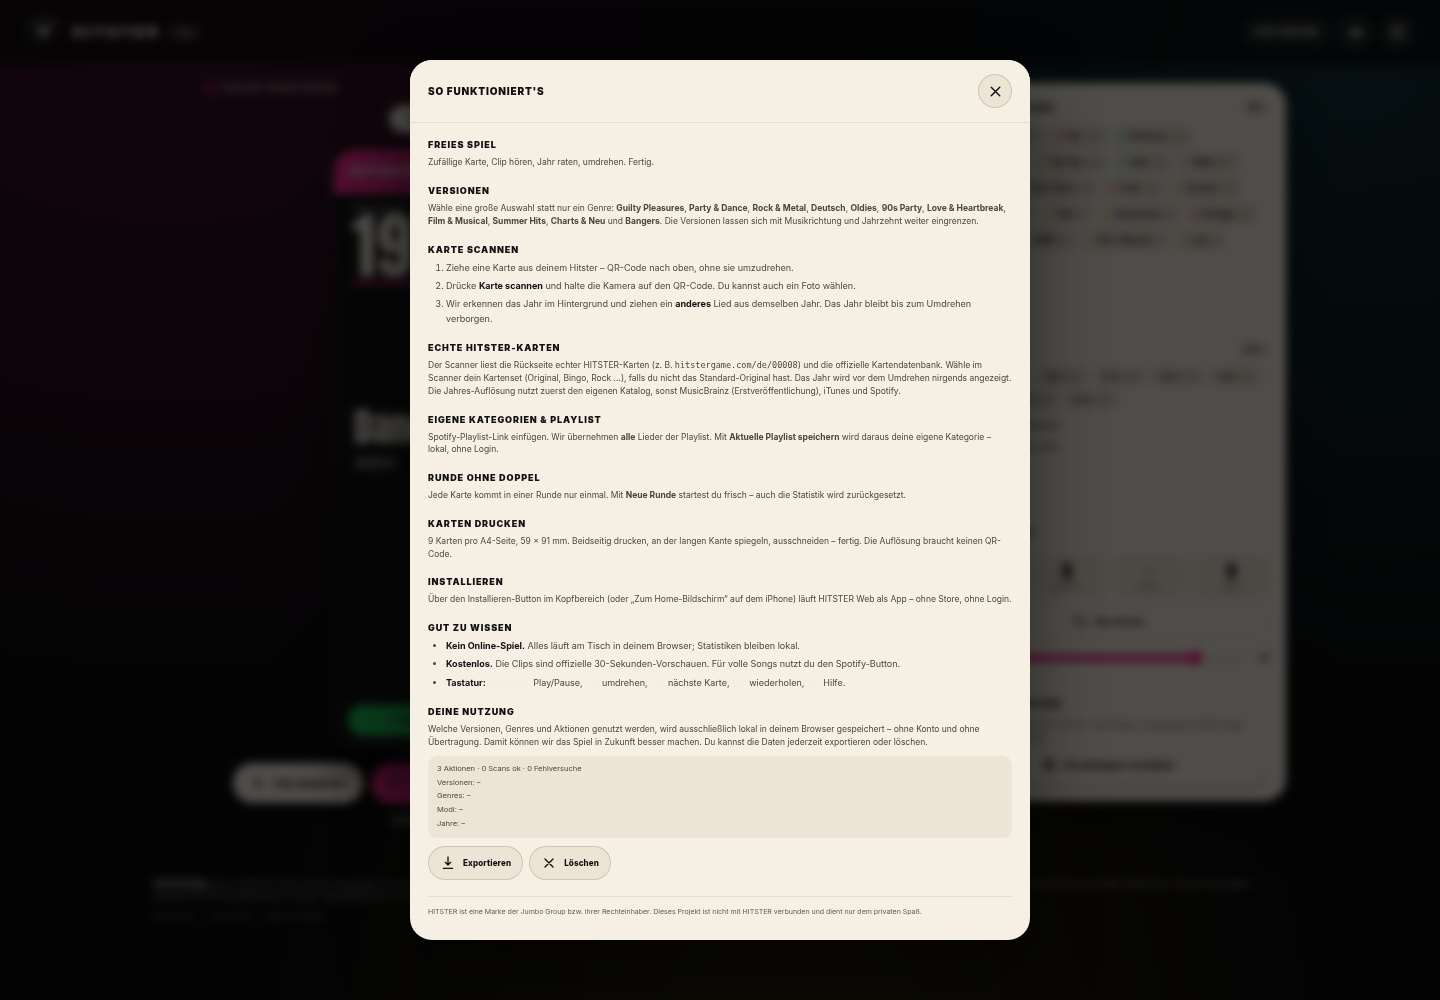 HITSTER
SO FUNKTIONIERT'S
FREIES SPIEL
Zufällige Karte, Clip hören, Jahr raten, umdrehen. Fertig.
VERSIONEN
Wähle eine große Auswahl statt nur ein Genre: Guilty Pleasures, Party & Dance, Rock & Metal, Deutsch, Oldies, 90s Party, Love & Heartbreak,
Film & Musical, Summer Hits, Charts & Neu und Bangers. Die Versionen lassen sich mit Musikrichtung und Jahrzehnt weiter eingrenzen.
KARTE SCANNEN
1. Ziehe eine Karte aus deinem Hitster – QR-Code nach oben, ohne sie umzudrehen.
2. Drücke Karte scannen und halte die Kamera auf den QR-Code. Du kannst auch ein Foto wählen.
3. Wir erkennen das Jahr im Hintergrund und ziehen ein anderes Lied aus demselben Jahr. Das Jahr bleibt bis zum Umdrehen
verborgen.
ECHTE HITSTER-KARTEN
Der Scanner liest die Rückseite echter HITSTER-Karten (z. B. hitstergame.com/de/00008) und die offizielle Kartendatenbank. Wähle im
Scanner dein Kartenset (Original, Bingo, Rock …), falls du nicht das Standard-Original hast. Das Jahr wird vor dem Umdrehen nirgends angezeigt.
Die Jahres-Auflösung nutzt zuerst den eigenen Katalog, sonst MusicBrainz (Erstveröffentlichung), iTunes und Spotify.
EIGENE KATEGORIEN & PLAYLIST
Spotify-Playlist-Link einfügen. Wir übernehmen alle Lieder der Playlist. Mit Aktuelle Playlist speichern wird daraus deine eigene Kategorie –
lokal, ohne Login.
RUNDE OHNE DOPPEL
Jede Karte kommt in einer Runde nur einmal. Mit Neue Runde startest du frisch – auch die Statistik wird zurückgesetzt.
KARTEN DRUCKEN
9 Karten pro A4-Seite, 59 × 91 mm. Beidseitig drucken, an der langen Kante spiegeln, ausschneiden – fertig. Die Auflösung braucht keinen QR-
Code.
INSTALLIEREN
Über den Installieren-Button im Kopfbereich (oder „Zum Home-Bildschirm“ auf dem iPhone) läuft HITSTER Web als App – ohne Store, ohne Login.
GUT ZU WISSEN
• Kein Online-Spiel. Alles läuft am Tisch in deinem Browser; Statistiken bleiben lokal.
• Kostenlos. Die Clips sind offizielle 30-Sekunden-Vorschauen. Für volle Songs nutzt du den Spotify-Button.
• Tastatur: Play/Pause, umdrehen, nächste Karte, wiederholen, Hilfe.
DEINE NUTZUNG
Welche Versionen, Genres und Aktionen genutzt werden, wird ausschließlich lokal in deinem Browser gespeichert – ohne Konto und ohne
Übertragung. Damit können wir das Spiel in Zukunft besser machen. Du kannst die Daten jederzeit exportieren oder löschen.
3 Aktionen · 0 Scans ok · 0 Fehlversuche
Versionen: –
Genres: –
Modi: –
Jahre: –
Exportieren
Löschen
HITSTER ist eine Marke der Jumbo Group bzw. ihrer Rechteinhaber. Dieses Projekt ist nicht mit HITSTER verbunden und dient nur dem privaten Spaß.